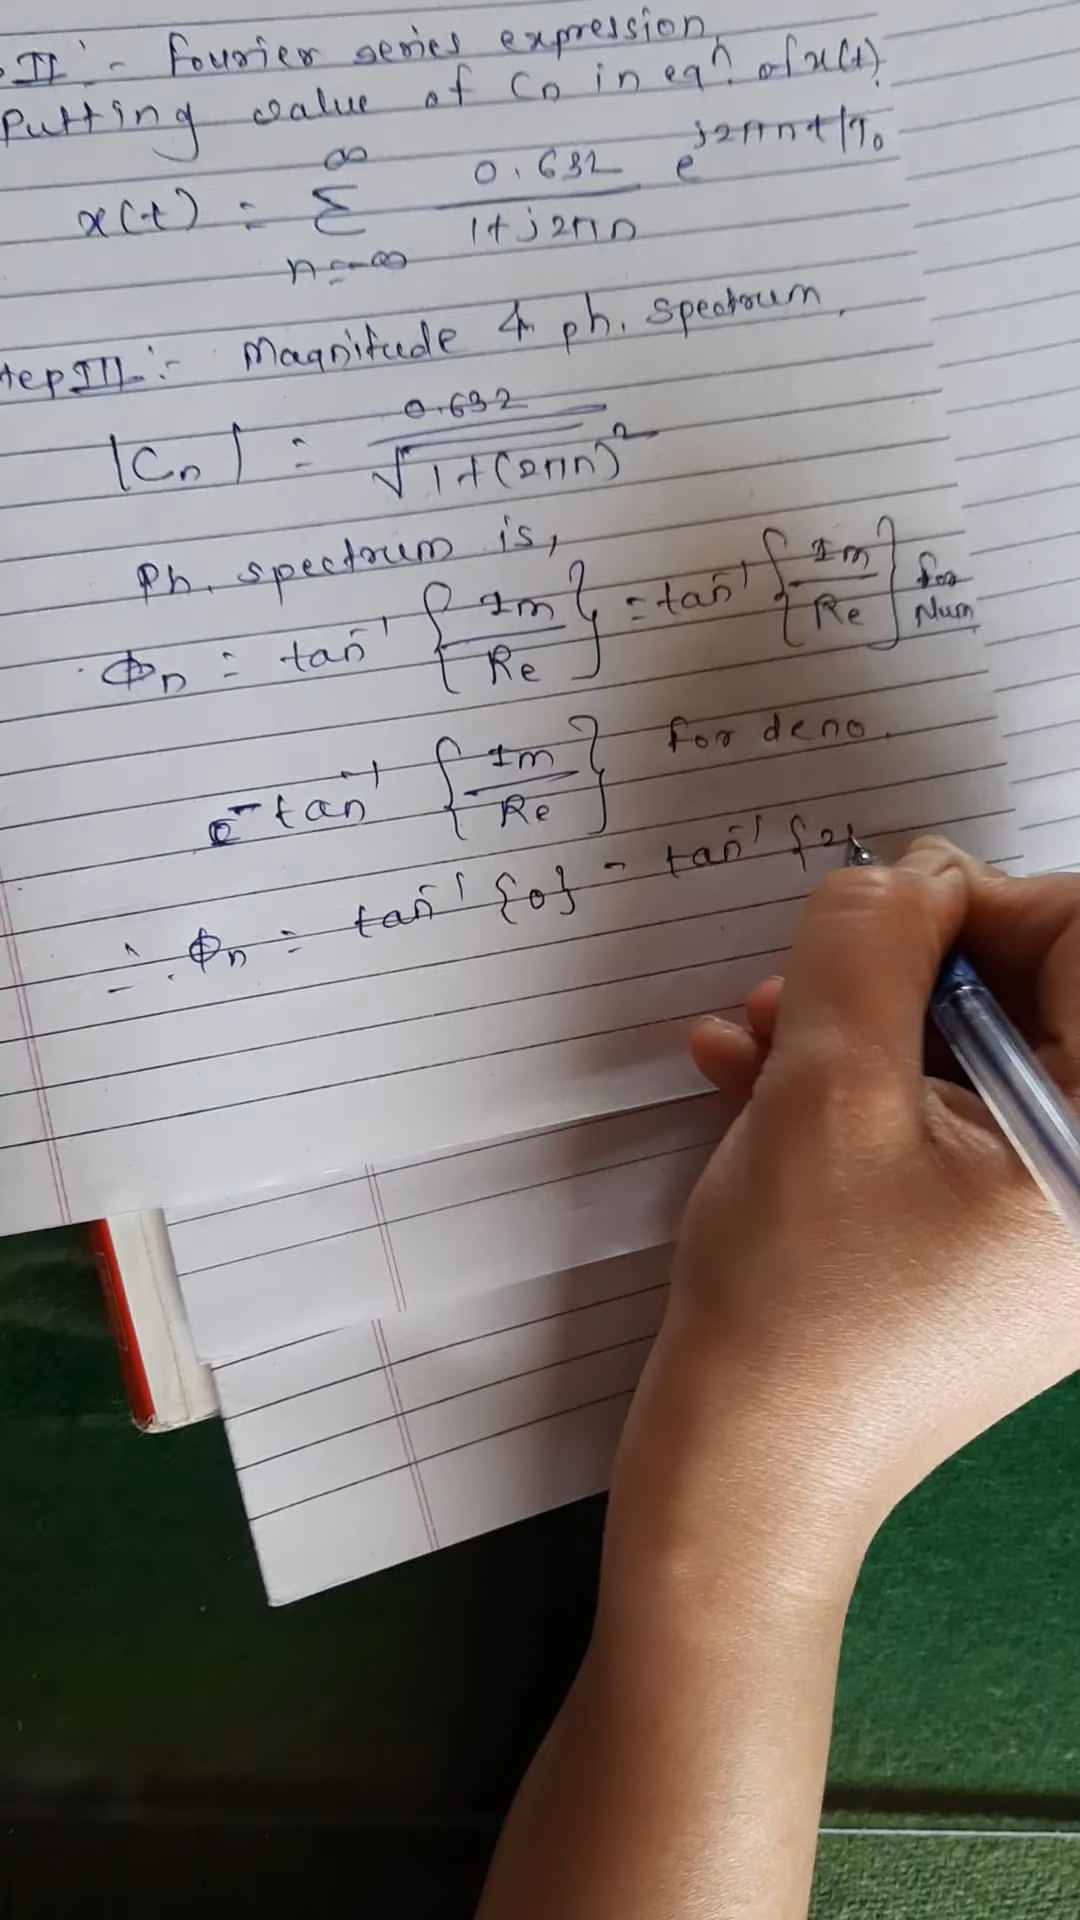 II :- Fourier series expression.
Putting value of Cn in eqn. of x(t).
x(t) = ∞ Σ n=-∞ 0.632 / 1+j2πn e^j2πnt/T0
tep III :- Magnitude & ph. spectrum.
|Cn| = 0.632 / √1+(2πn)²
Ph. spectrum is,
Φn = tan⁻¹ {Im/Re} = tan⁻¹ {Im/Re} for Num
- tan⁻¹ {Im/Re} for deno.
∴ Φn = tan⁻¹ {0} - tan⁻¹ {2